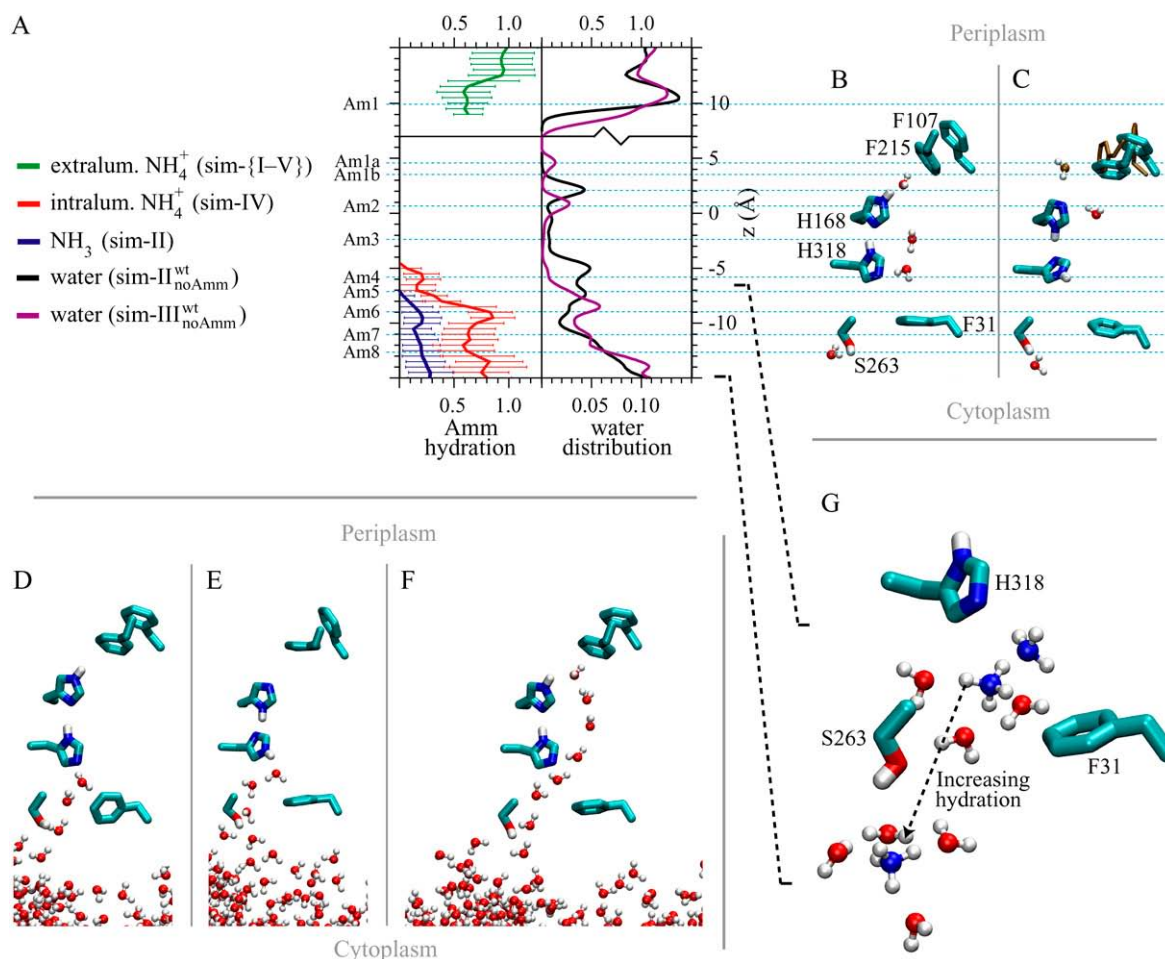 A
0.5 1.0 0.5 1.0
Am1
Am1a
Am1b
Am2
Am3
Am4
Am5
Am6
Am7
Am8
10
5
0
-5
-10
z (Å)
extralum. NH₄⁺ (sim-{I–V})
intralum. NH₄⁺ (sim-IV)
NH₃ (sim-II)
water (sim-IIʷᵗnoAmm)
water (sim-IIIʷᵗnoAmm)
0.5 1.0 0.05 0.10
Amm
hydration
water
distribution
Periplasm
B
F107
F215
H168
H318
F31
S263
C
Cytoplasm
Periplasm
D
E
F
Cytoplasm
G
H318
S263
F31
Increasing
hydration